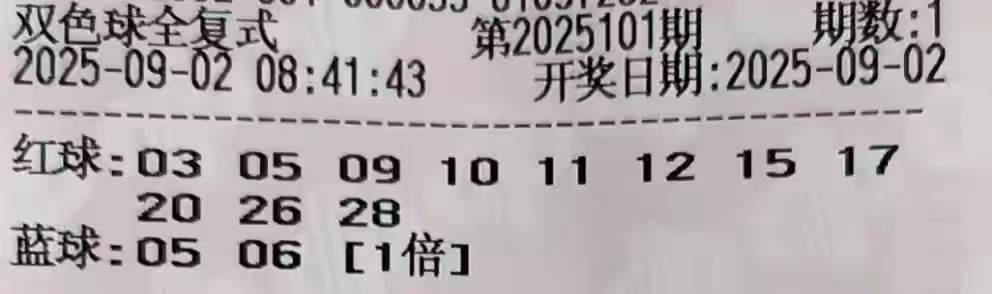 双色球全复式 第2025101期 期数:1
2025-09-02 08:41:43 开奖日期:2025-09-02
红球:03 05 09 10 11 12 15 17
20 26 28
蓝球:05 06 [1倍]